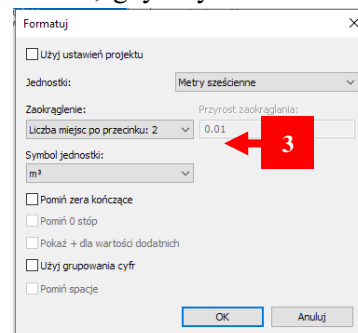 Formatuj
Użyj ustawień projektu
Jednostki: Metry sześcienne
Zaokrąglenie: Przyrost zaokrąglania:
Liczba miejsc po przecinku: 2 0.01
3
Symbol jednostki:
m³
Pomiń zera kończące
Pomiń 0 stóp
Pokaż + dla wartości dodatnich
Użyj grupowania cyfr
Pomiń spacje
OK Anuluj